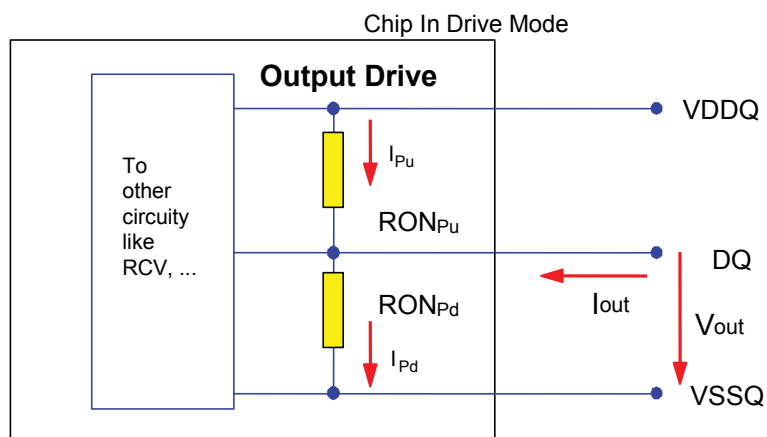 Chip In Drive Mode
Output Drive
VDDQ
IPu
To
other
circuity
like
RCV, ...
RONPu
DQ
Iout
RONPd
Vout
IPd
VSSQ